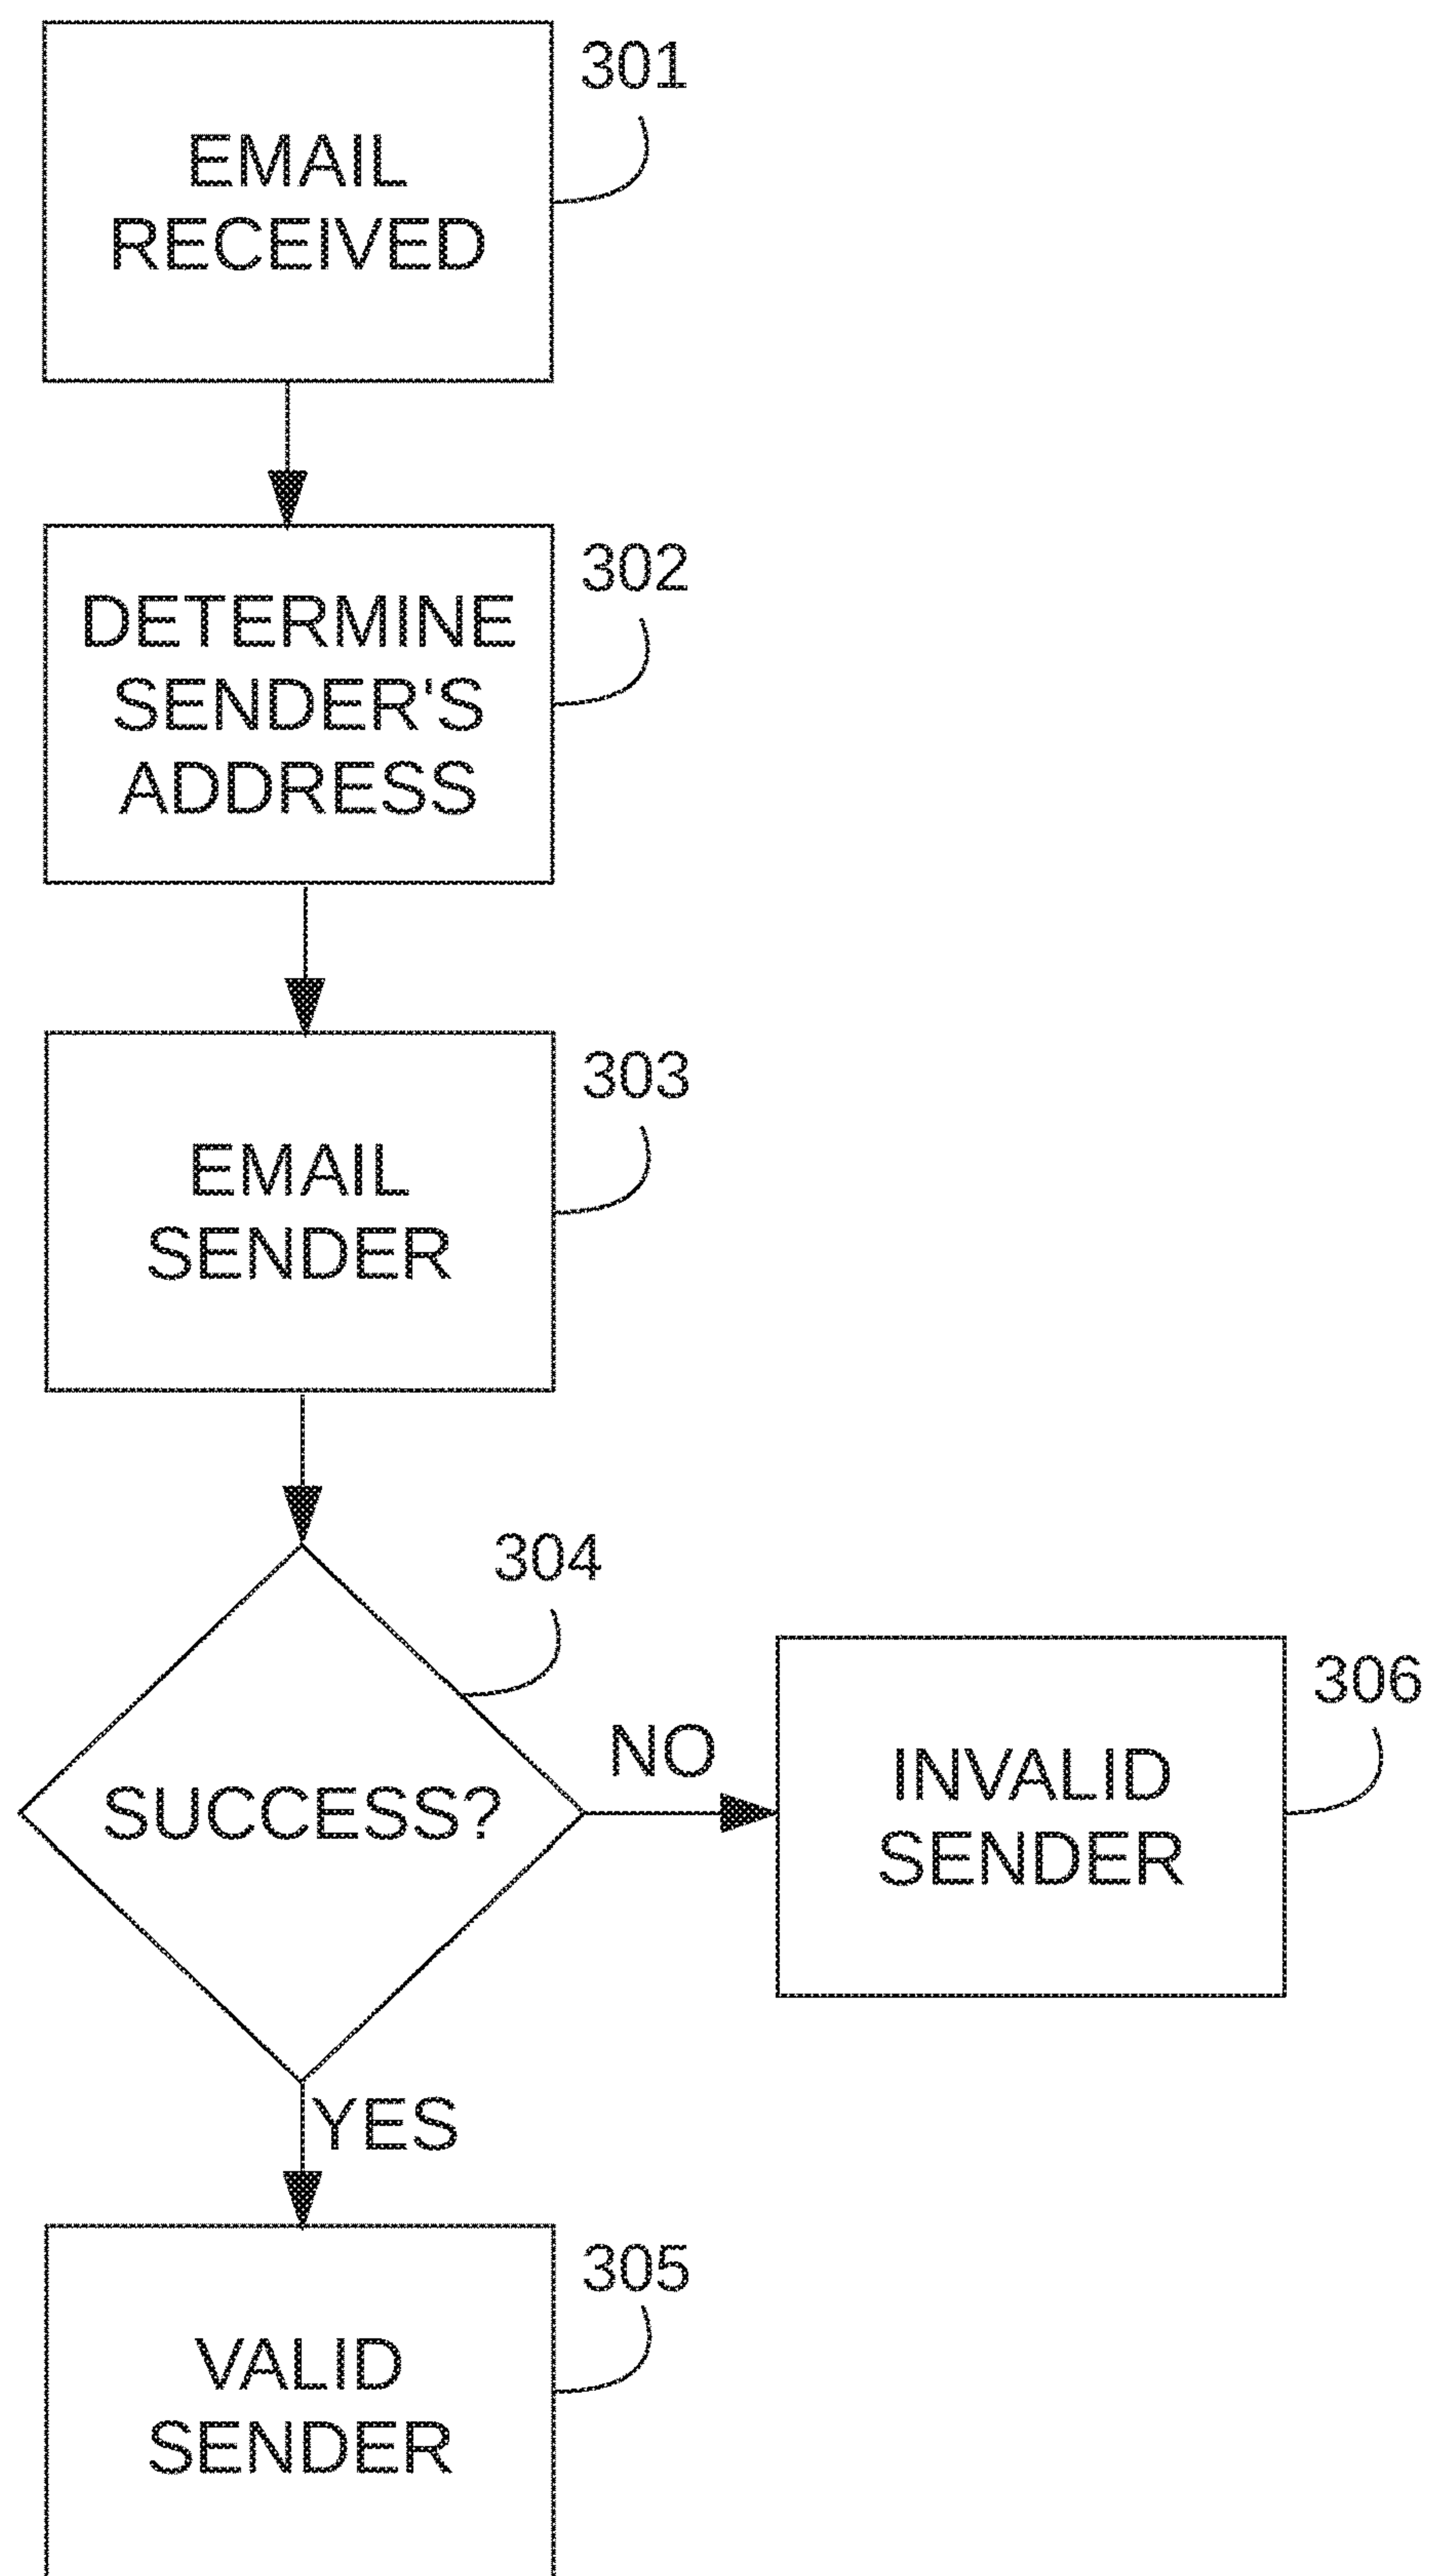 301
EMAIL
RECEIVED
302
DETERMINE
SENDER'S
ADDRESS
303
EMAIL
SENDER
304
SUCCESS?
NO
306
INVALID
SENDER
YES
305
VALID
SENDER